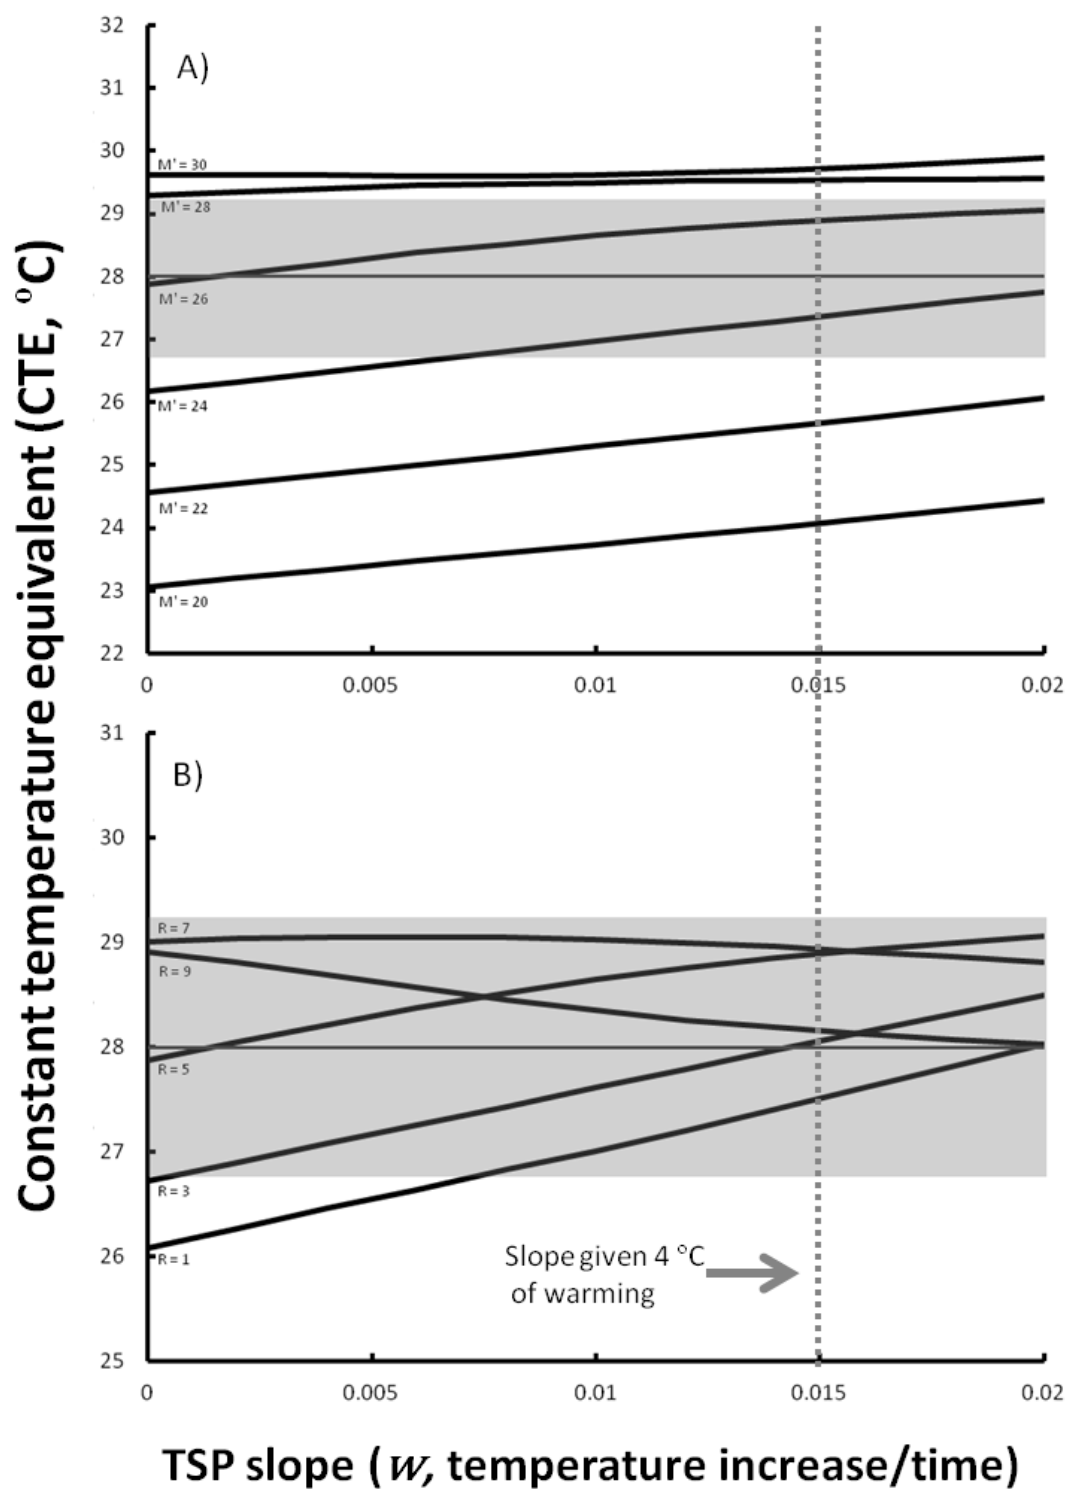 Constant temperature equivalent (CTE, °C)
A)
32
31
30
29
28
27
26
25
24
23
22
M' = 30
M' = 28
M' = 26
M' = 24
M' = 22
M' = 20
0 0.005 0.01 0.015 0.02
B)
31
30
29
28
27
26
25
R = 7
R = 9
R = 5
R = 3
R = 1
Slope given 4 °C
of warming
0 0.005 0.01 0.015 0.02
TSP slope (w, temperature increase/time)